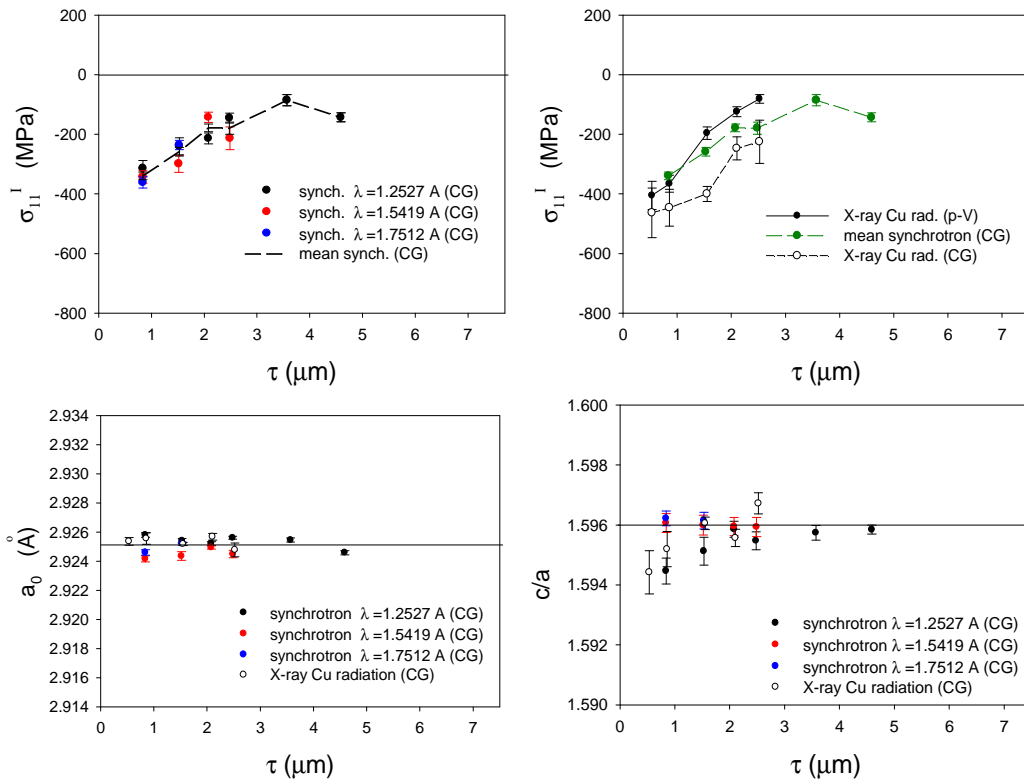 200
0
-200
-400
-600
-800
σ₁₁ᴵ (MPa)
synch. λ =1.2527 A (CG)
synch. λ =1.5419 A (CG)
synch. λ =1.7512 A (CG)
mean synch. (CG)
0 1 2 3 4 5 6 7
τ (μm)
200
0
-200
-400
-600
-800
σ₁₁ᴵ (MPa)
X-ray Cu rad. (p-V)
mean synchrotron (CG)
X-ray Cu rad. (CG)
0 1 2 3 4 5 6 7
τ (μm)
2.934
2.932
2.930
2.928
2.926
2.924
2.922
2.920
2.918
2.916
2.914
a₀ (Å)
synchrotron λ =1.2527 A (CG)
synchrotron λ =1.5419 A (CG)
synchrotron λ =1.7512 A (CG)
X-ray Cu radiation (CG)
0 1 2 3 4 5 6 7
τ (μm)
1.600
1.598
1.596
1.594
1.592
1.590
c/a
synchrotron λ =1.2527 A (CG)
synchrotron λ =1.5419 A (CG)
synchrotron λ =1.7512 A (CG)
X-ray Cu radiation (CG)
0 1 2 3 4 5 6 7
τ (μm)